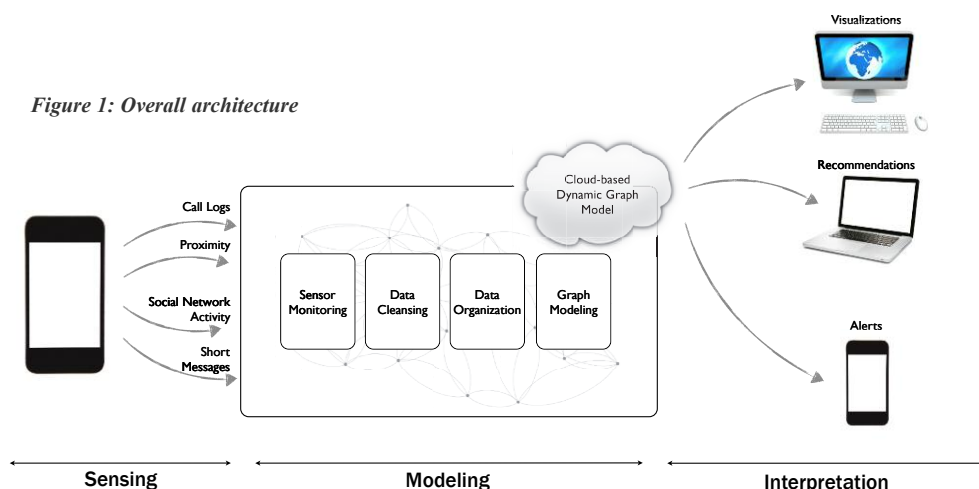 Visualizations
Figure 1: Overall architecture
Cloud-based
Dynamic Graph
Model
Recommendations
Call Logs
Proximity
Social Network
Activity
Short
Messages
Sensor
Monitoring
Data
Cleansing
Data
Organization
Graph
Modeling
Alerts
Sensing
Modeling
Interpretation